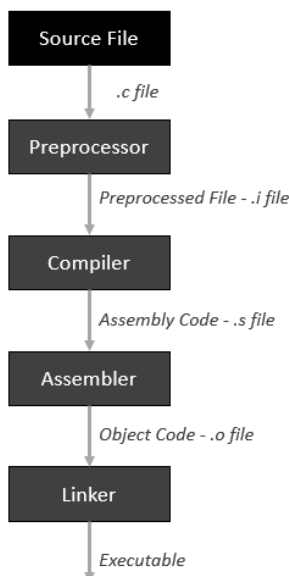 Source File
.c file
Preprocessor
Preprocessed File - .i file
Compiler
Assembly Code - .s file
Assembler
Object Code - .o file
Linker
Executable